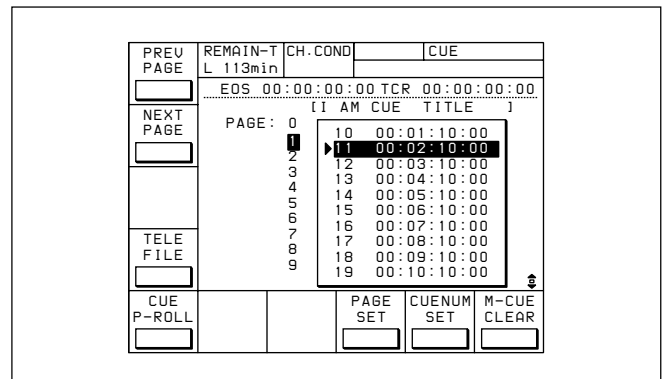 PREV PAGE
REMAIN-T
L 113min
CH.COND
CUE
EOS 00:00:00:00 TCR 00:00:00:00
[I AM CUE TITLE ]
NEXT PAGE
PAGE:
0
1
2
3
4
5
6
7
8
9
10 00:01:10:00
11 00:02:10:00
12 00:03:10:00
13 00:04:10:00
14 00:05:10:00
15 00:06:10:00
16 00:07:10:00
17 00:08:10:00
18 00:09:10:00
19 00:10:10:00
TELE FILE
CUE P-ROLL
PAGE SET
CUENUM SET
M-CUE CLEAR